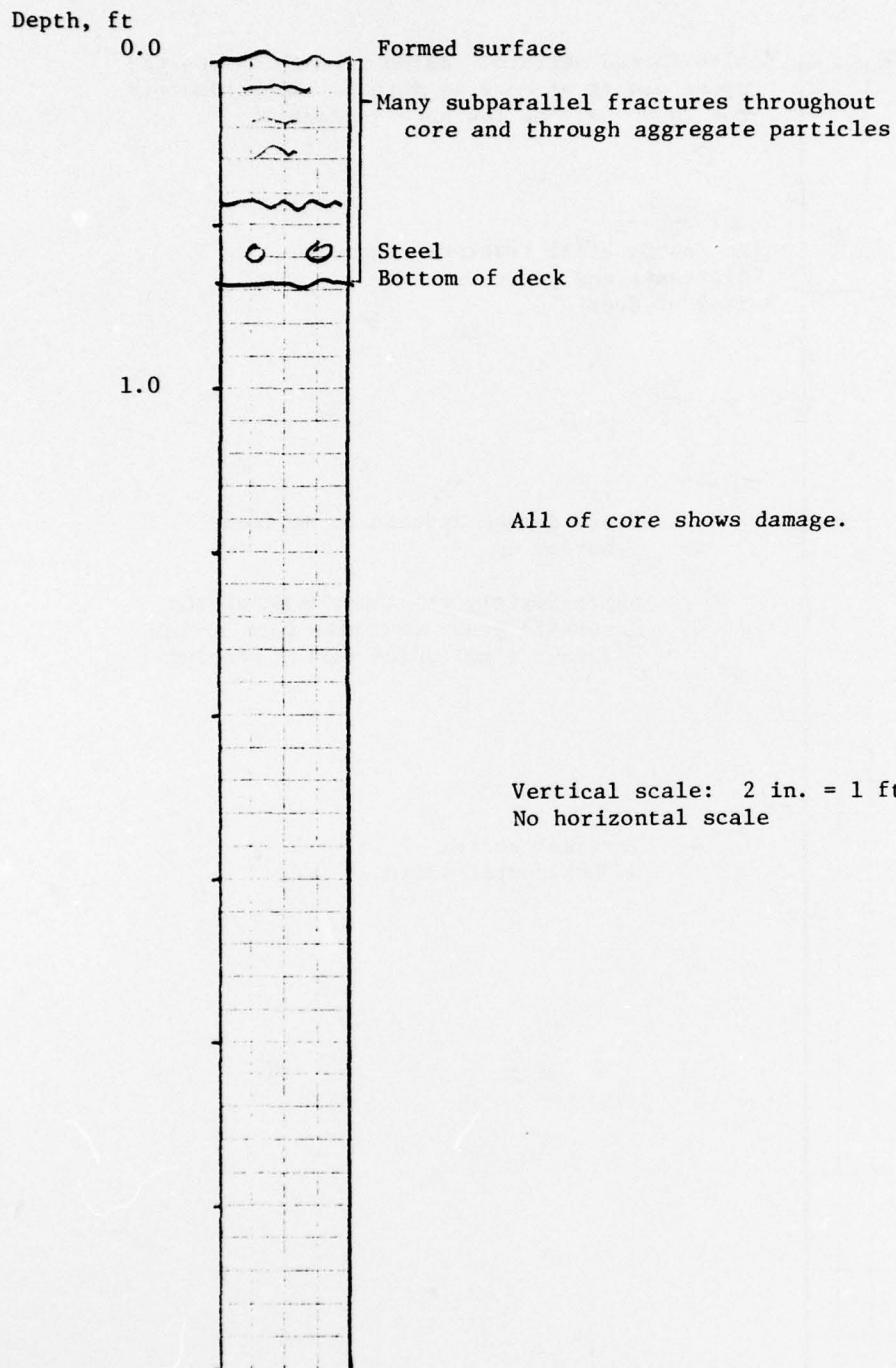 Depth, ft
0.0
Formed surface
Many subparallel fractures throughout
core and through aggregate particles
Steel
Bottom of deck
1.0
All of core shows damage.
Vertical scale: 2 in. = 1 ft
No horizontal scale